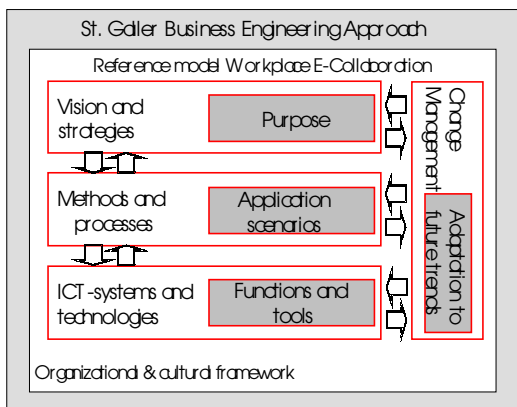 St. Galler Business Engineering Approach
Reference model Workplace E-Collaboration
Vision and
strategies
Purpose
Methods and
processes
Application
scenarios
ICT-systems and
technologies
Functions and
tools
Change
Management
Adaptation to
future trends
Organizational & cultural framework